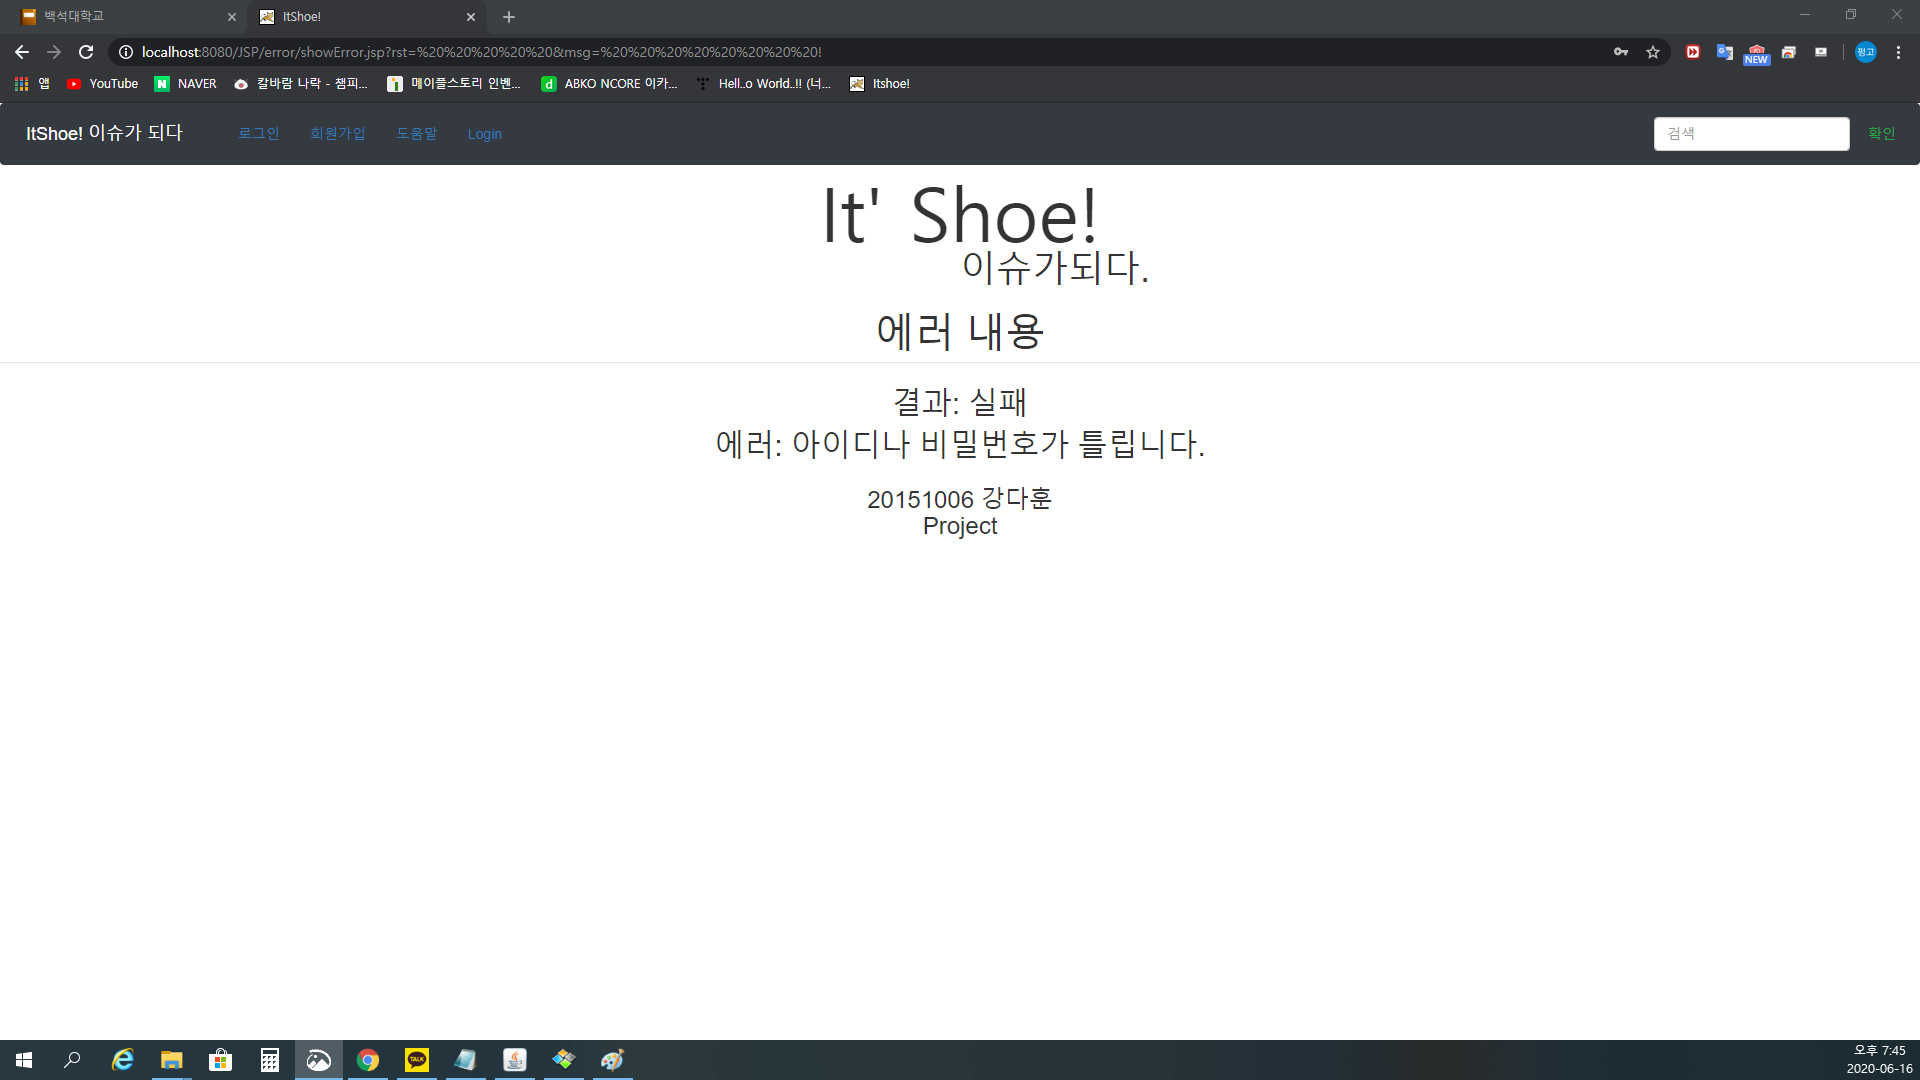 백석대학교
ItShoe!
localhost:8080/JSP/error/showError.jsp?rst=%20%20%20%20%20&msg=%20%20%20%20%20%20%20%20!
NEW
펑고
앱 YouTube NAVER 칼바람 나락 - 챔피... 메이플스토리 인벤... ABKO NCORE 이카... Hell..o World..!! (너... Itshoe!
ItShoe! 이슈가 되다 로그인 회원가입 도움말 Login 검색 확인
It' Shoe!
이슈가되다.
에러 내용
결과: 실패
에러: 아이디나 비밀번호가 틀립니다.
20151006 강다훈
Project
TALK
오후 7:45
2020-06-16